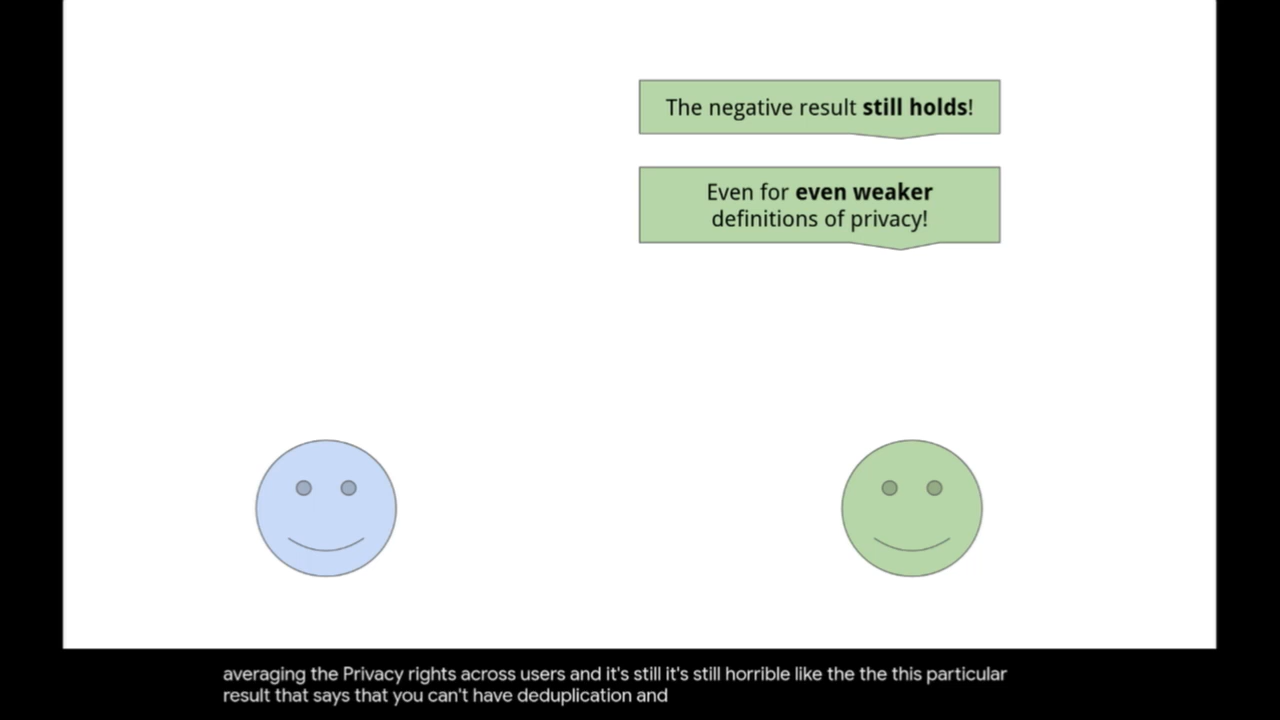 The negative result still holds!
Even for even weaker
definitions of privacy!
averaging the Privacy rights across users and it's still it's still horrible like the the this particular
result that says that you can't have deduplication and